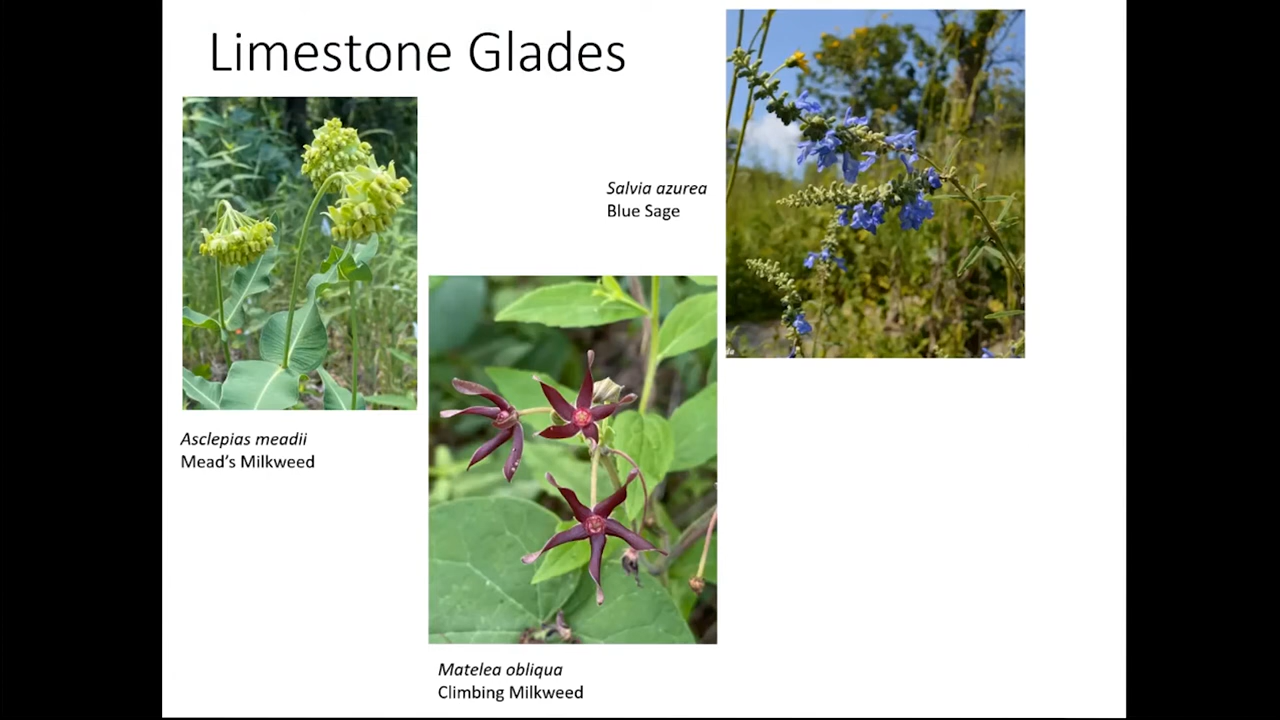 Limestone Glades
Salvia azurea
Blue Sage
Asclepias meadii
Mead’s Milkweed
Matelea obliqua
Climbing Milkweed